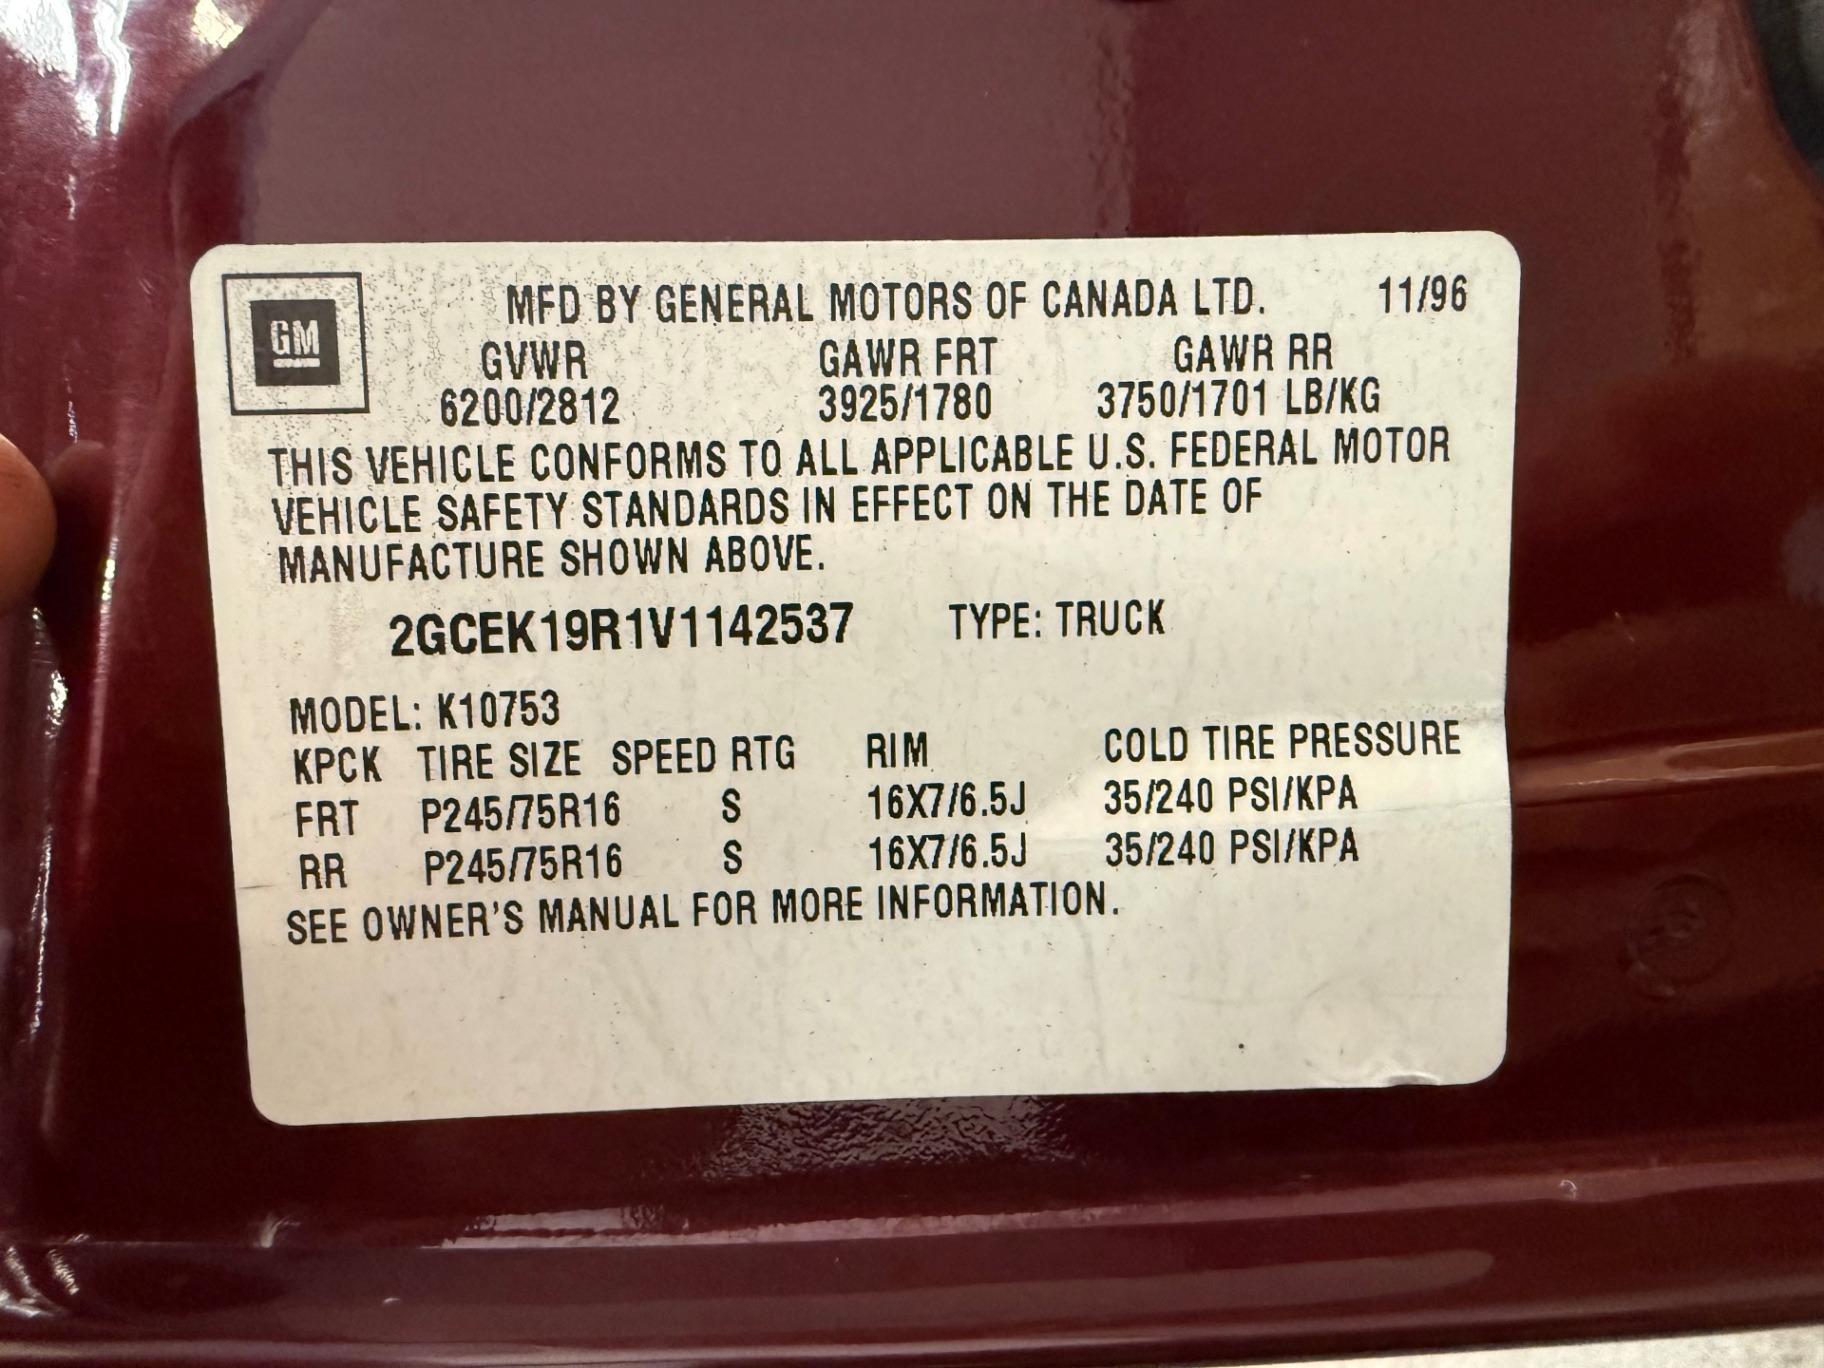 GM
MFD BY GENERAL MOTORS OF CANADA LTD. 11/96
GVWR GAWR FRT GAWR RR
6200/2812 3925/1780 3750/1701 LB/KG
THIS VEHICLE CONFORMS TO ALL APPLICABLE U.S. FEDERAL MOTOR
VEHICLE SAFETY STANDARDS IN EFFECT ON THE DATE OF
MANUFACTURE SHOWN ABOVE.
2GCEK19R1V1142537 TYPE: TRUCK
MODEL: K10753
KPCK TIRE SIZE SPEED RTG RIM COLD TIRE PRESSURE
FRT P245/75R16 S 16X7/6.5J 35/240 PSI/KPA
RR P245/75R16 S 16X7/6.5J 35/240 PSI/KPA
SEE OWNER'S MANUAL FOR MORE INFORMATION.